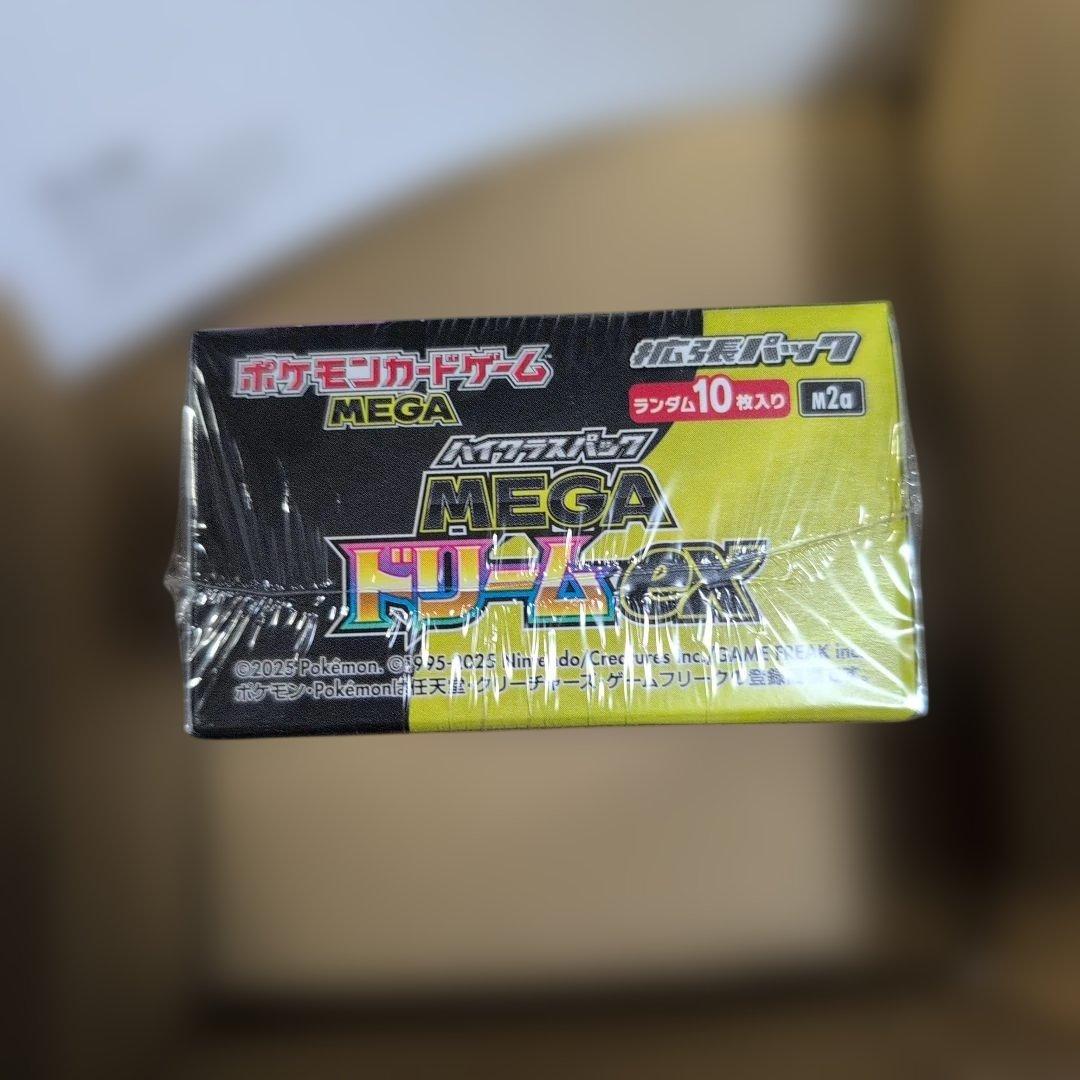 ポケモンカードゲーム
MEGA
拡張パック
ランダム10枚入り M2a
ハイクラスパック
MEGA
ドリームex
©2025 Pokémon. ©1995-2025 Nintendo/Creatures Inc./GAME FREAK inc.
ポケモン・Pokémonは任天堂・クリーチャーズ・ゲームフリークの登録商標です。